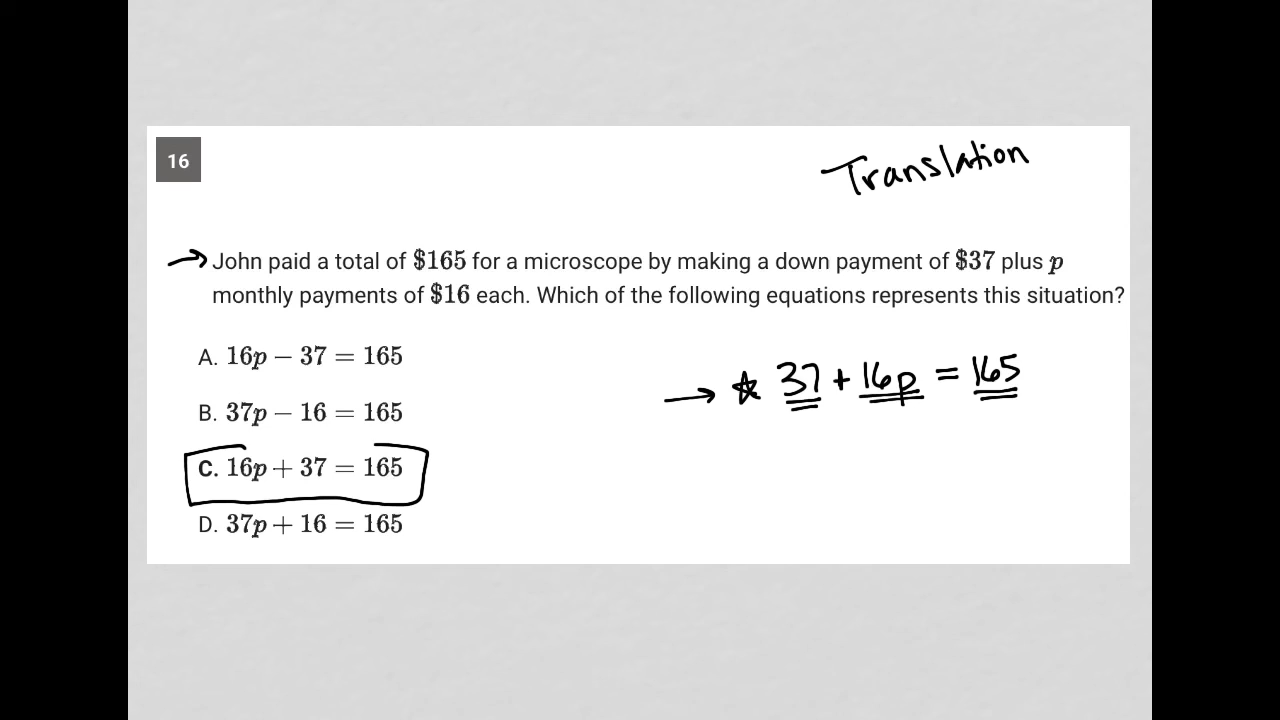 16
Translation
John paid a total of $165 for a microscope by making a down payment of $37 plus p
monthly payments of $16 each. Which of the following equations represents this situation?
A. 16p − 37 = 165
B. 37p − 16 = 165
C. 16p + 37 = 165
D. 37p + 16 = 165
→ ☆ 37 + 16p = 165